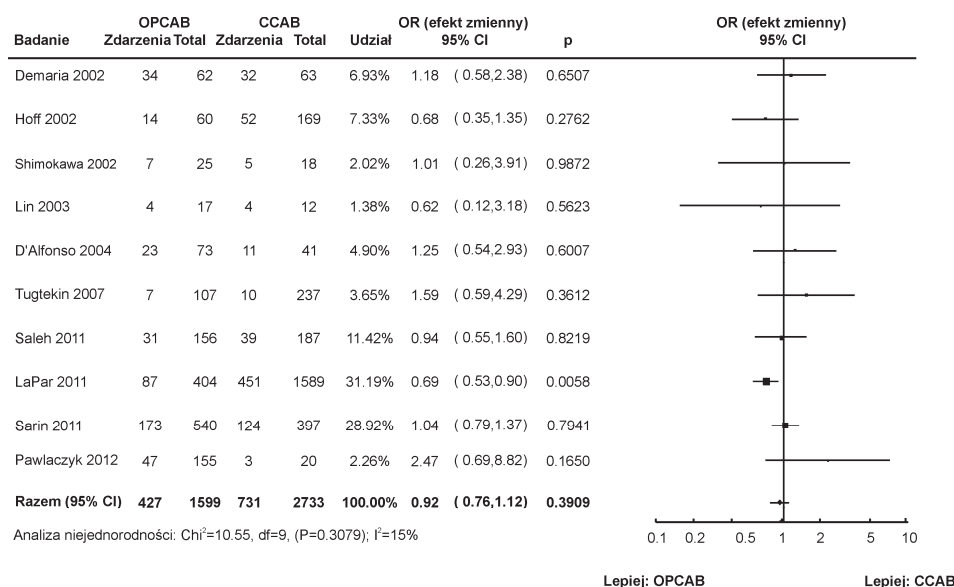 OPCAB CCAB OR (efekt zmienny) OR (efekt zmienny)
Badanie Zdarzenia Total Zdarzenia Total Udział 95% CI p 95% CI
Demaria 2002 34 62 32 63 6.93% 1.18 ( 0.58,2.38) 0.6507
Hoff 2002 14 60 52 169 7.33% 0.68 ( 0.35,1.35) 0.2762
Shimokawa 2002 7 25 5 18 2.02% 1.01 ( 0.26,3.91) 0.9872
Lin 2003 4 17 4 12 1.38% 0.62 ( 0.12,3.18) 0.5623
D'Alfonso 2004 23 73 11 41 4.90% 1.25 ( 0.54,2.93) 0.6007
Tugtekin 2007 7 107 10 237 3.65% 1.59 ( 0.59,4.29) 0.3612
Saleh 2011 31 156 39 187 11.42% 0.94 ( 0.55,1.60) 0.8219
LaPar 2011 87 404 451 1589 31.19% 0.69 ( 0.53,0.90) 0.0058
Sarin 2011 173 540 124 397 28.92% 1.04 ( 0.79,1.37) 0.7941
Pawlaczyk 2012 47 155 3 20 2.26% 2.47 ( 0.69,8.82) 0.1650
Razem (95% CI) 427 1599 731 2733 100.00% 0.92 ( 0.76,1.12) 0.3909
Analiza niejednorodności: Chi²=10.55, df=9, (P=0.3079); I²=15%
0.1 0.1 0.5 1 2 5 10
Lepiej: OPCAB Lepiej: CCAB